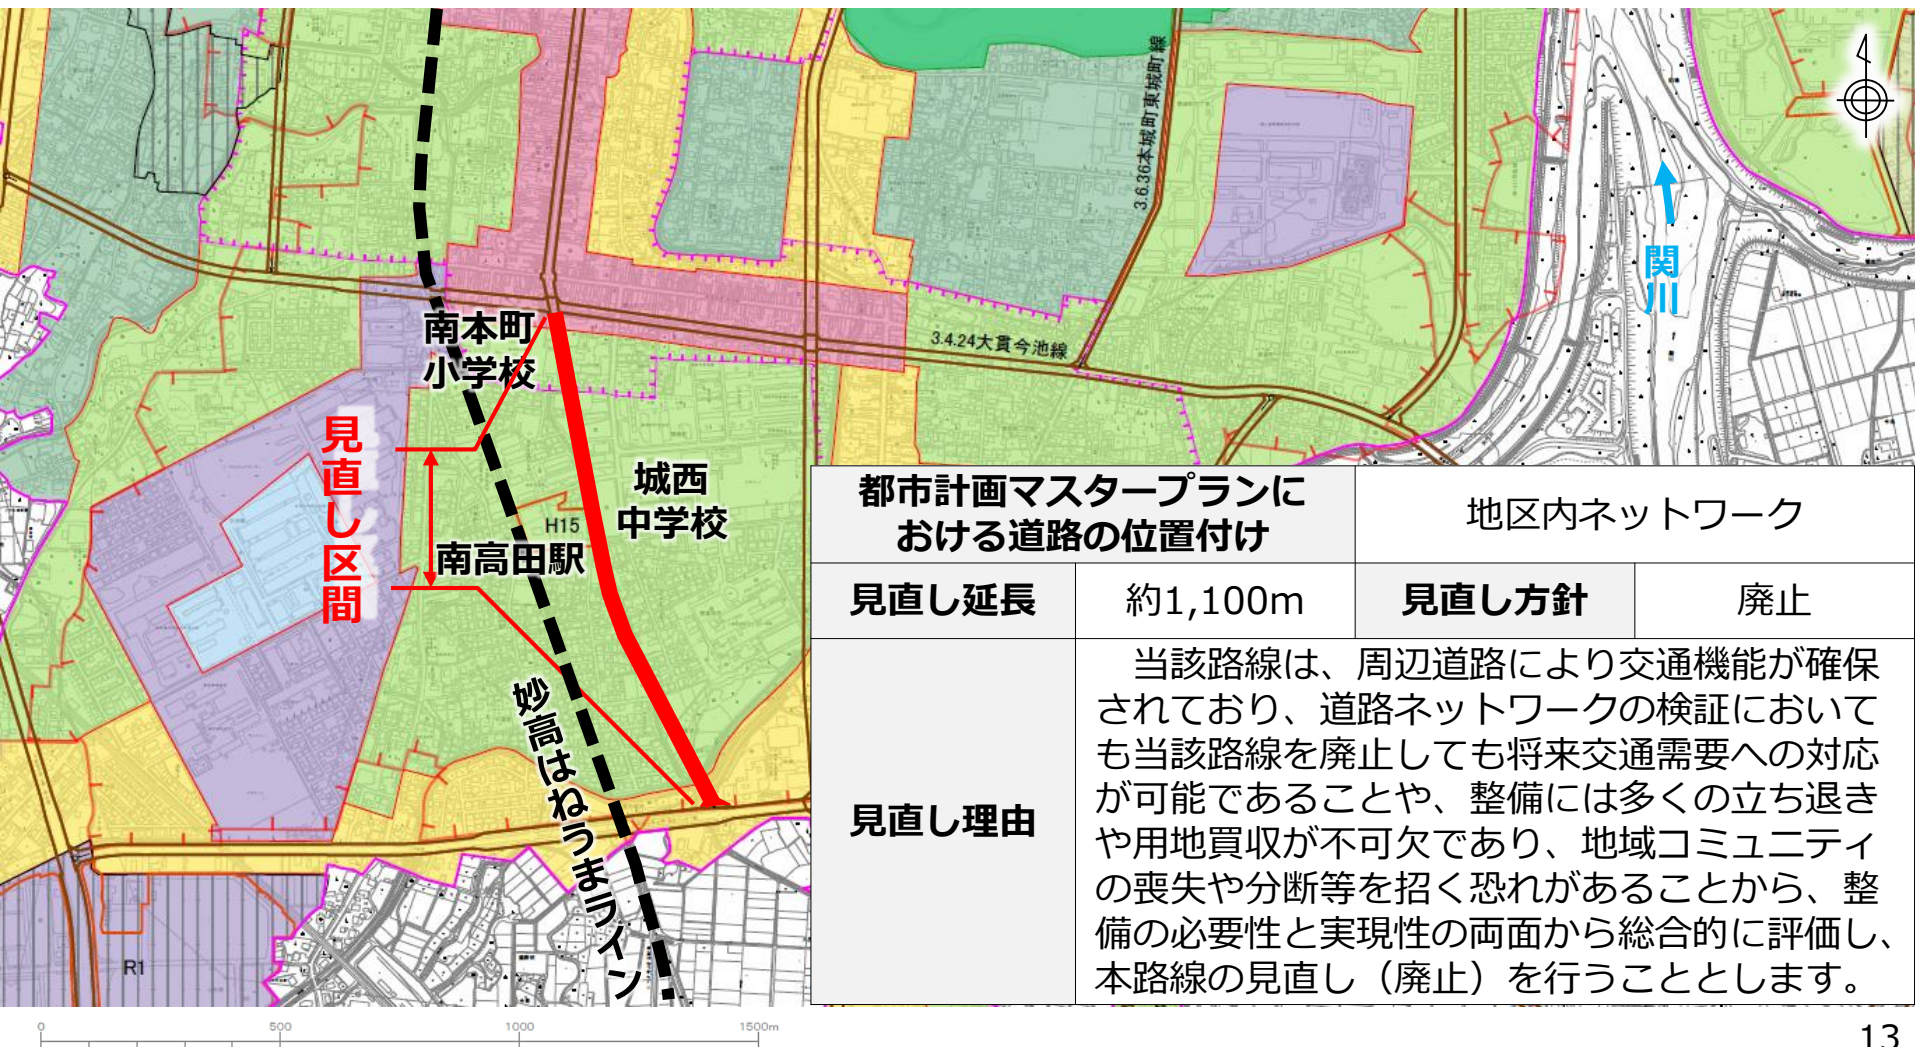 3.6.36本城町東城町線
関川
南本町
小学校
3.4.24大貫今池線
見直し区間
城西
中学校
H15
南高田駅
妙高はねうまライン
R1
都市計画マスタープランに
おける道路の位置付け
地区内ネットワーク
見直し延長
約1,100m
見直し方針
廃止
見直し理由
当該路線は、周辺道路により交通機能が確保
されており、道路ネットワークの検証において
も当該路線を廃止しても将来交通需要への対応
が可能であることや、整備には多くの立ち退き
や用地買収が不可欠であり、地域コミュニティ
の喪失や分断等を招く恐れがあることから、整
備の必要性と実現性の両面から総合的に評価し、
本路線の見直し（廃止）を行うこととします。
0 500 1000 1500m
13